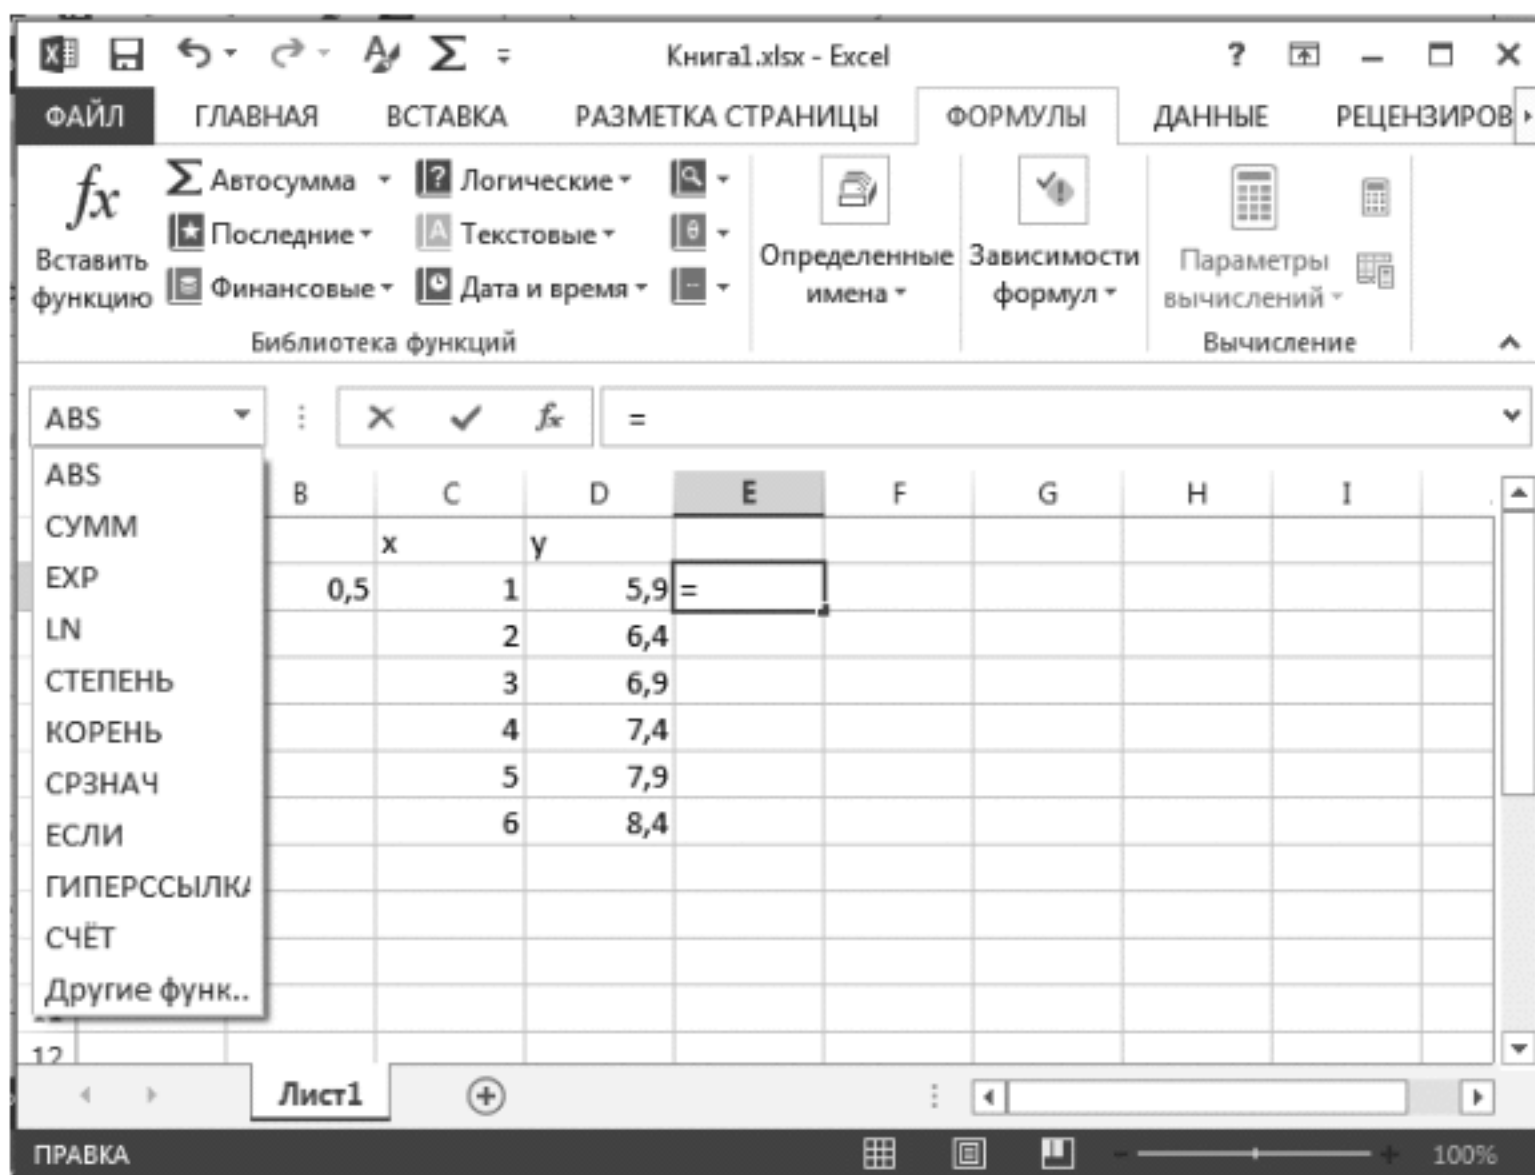 Книга1.xlsx - Excel
?
ФАЙЛ ГЛАВНАЯ ВСТАВКА РАЗМЕТКА СТРАНИЦЫ ФОРМУЛЫ ДАННЫЕ РЕЦЕНЗИРОВ
fx Вставить функцию
Σ Автосумма
Последние
Финансовые
? Логические
A Текстовые
Дата и время
θ
Библиотека функций
Определенные
имена
Зависимости
формул
Параметры
вычислений
Вычисление
ABS fx =
ABS
СУММ
EXP
LN
СТЕПЕНЬ
КОРЕНЬ
СРЗНАЧ
ЕСЛИ
ГИПЕРССЫЛКА
СЧЁТ
Другие функ..
B C D E F G H I
x y
0,5 1 5,9 =
2 6,4
3 6,9
4 7,4
5 7,9
6 8,4
12
Лист1
ПРАВКА 100%